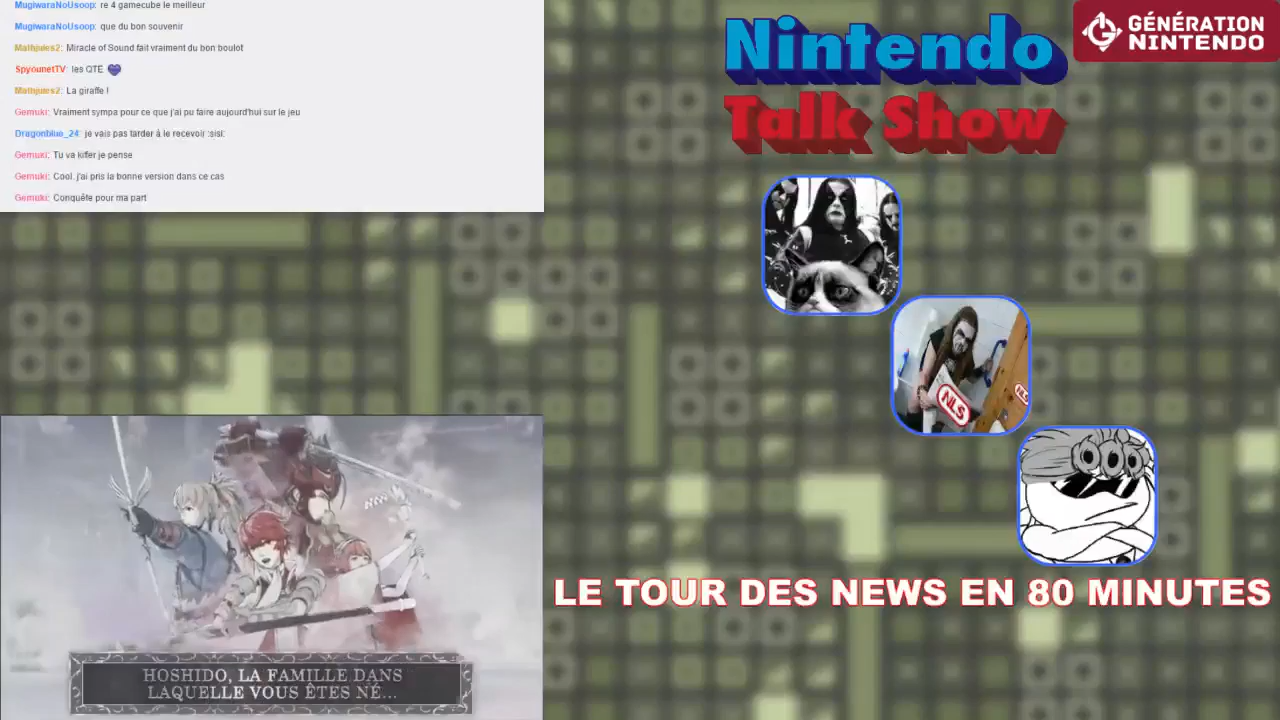 MugiwaraNoUsoop: re 4 gamecube le meilleur
MugiwaraNoUsoop: que du bon souvenir
Mathjules2: Miracle of Sound fait vraiment du bon boulot
SpyounetTV: les QTE
Mathjules2: La giraffe !
Gemuki: Vraiment sympa pour ce que j'ai pu faire aujourd'hui sur le jeu
Dragonblue_24: je vais pas tarder à le recevoir :sisi:
Gemuki: Tu va kiffer je pense
Gemuki: Cool, j'ai pris la bonne version dans ce cas
Gemuki: Conquête pour ma part
Nintendo
Talk Show
GÉNÉRATION
NINTENDO
NLS
NLS
LE TOUR DES NEWS EN 80 MINUTES
HOSHIDO, LA FAMILLE DANS
LAQUELLE VOUS ÊTES NÉ...